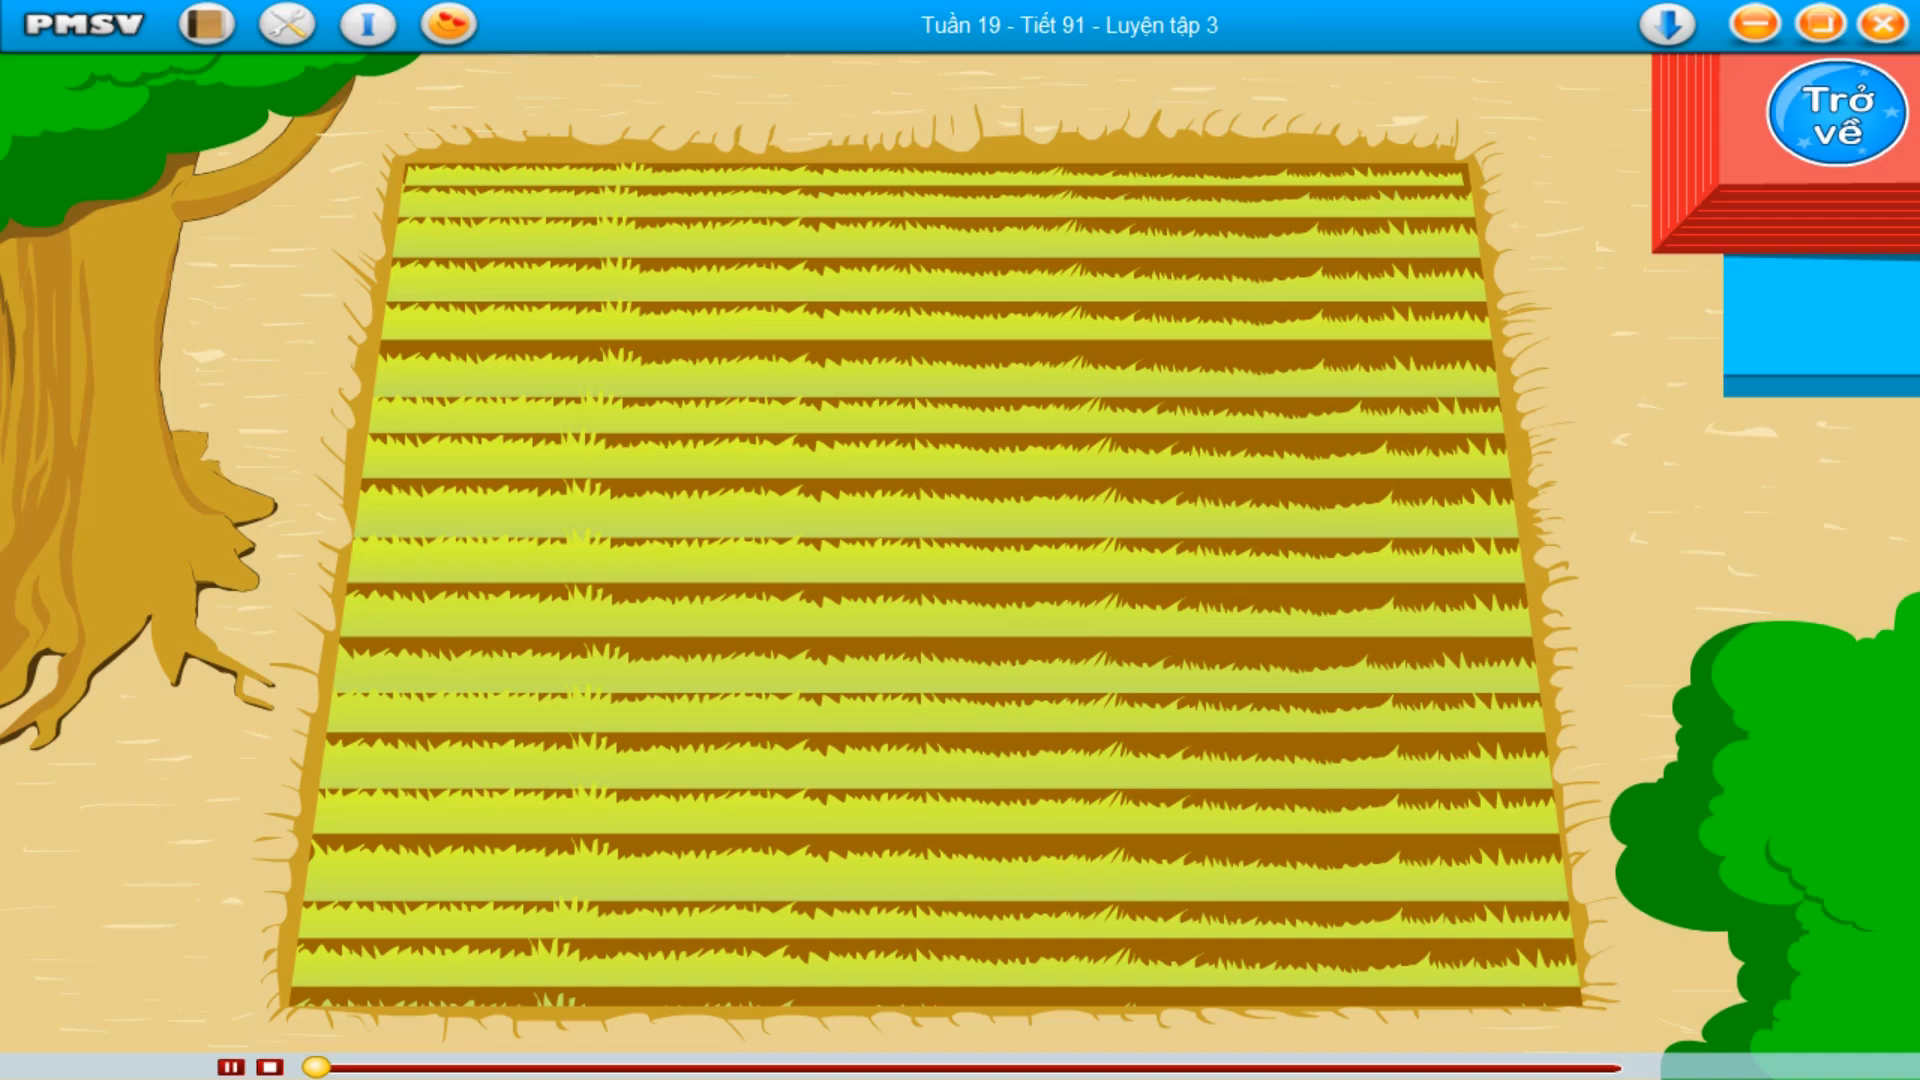 PMSV
Tuần 19 - Tiết 91 - Luyện tập 3
Trở
về